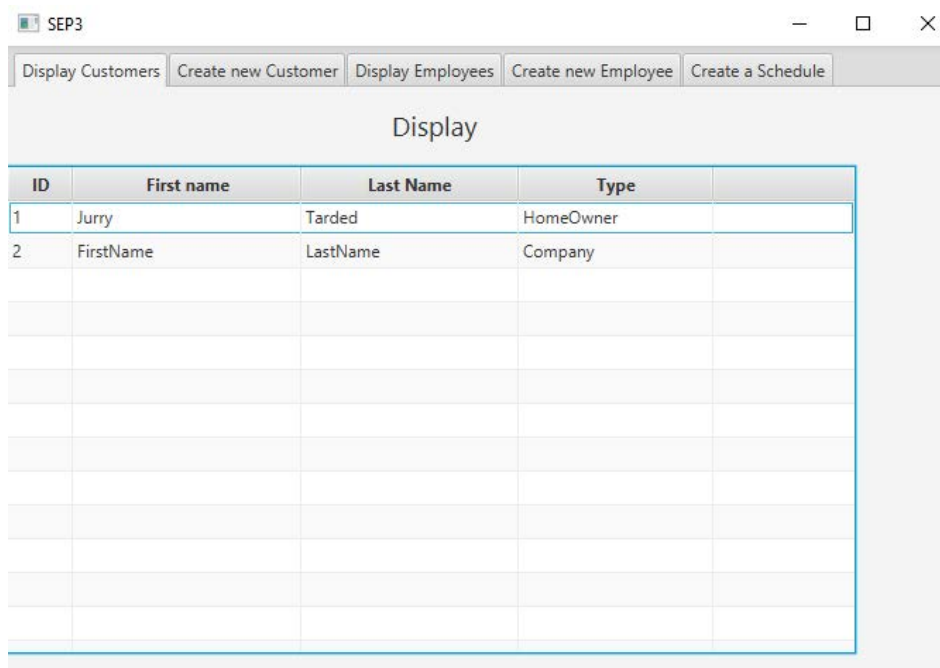 SEP3
Display Customers Create new Customer Display Employees Create new Employee Create a Schedule
Display
ID First name Last Name Type
1 Jurry Tarded HomeOwner
2 FirstName LastName Company